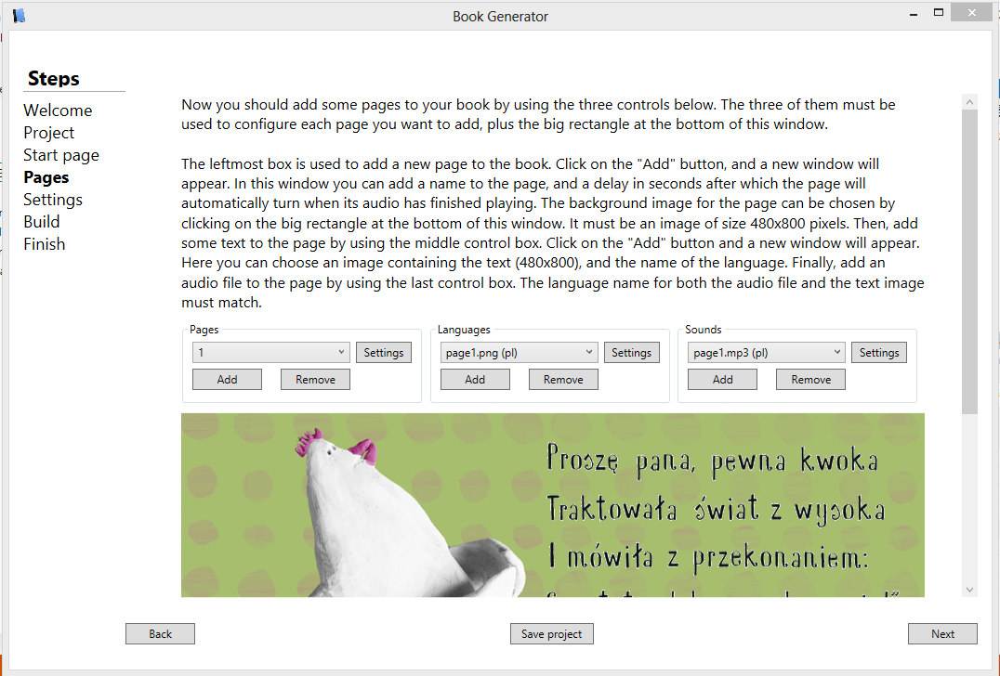 Book Generator
Steps
Welcome
Project
Start page
Pages
Settings
Build
Finish
Now you should add some pages to your book by using the three controls below. The three of them must be
used to configure each page you want to add, plus the big rectangle at the bottom of this window.
The leftmost box is used to add a new page to the book. Click on the "Add" button, and a new window will
appear. In this window you can add a name to the page, and a delay in seconds after which the page will
automatically turn when its audio has finished playing. The background image for the page can be chosen by
clicking on the big rectangle at the bottom of this window. It must be an image of size 480x800 pixels. Then, add
some text to the page by using the middle control box. Click on the "Add" button and a new window will appear.
Here you can choose an image containing the text (480x800), and the name of the language. Finally, add an
audio file to the page by using the last control box. The language name for both the audio file and the text image
must match.
Pages
1
Settings
Add
Remove
Languages
page1.png (pl)
Settings
Add
Remove
Sounds
page1.mp3 (pl)
Settings
Add
Remove
Proszę pana, pewna kwoka
Traktowała świat z wysoka
I mówiła z przekonaniem:
Back
Save project
Next